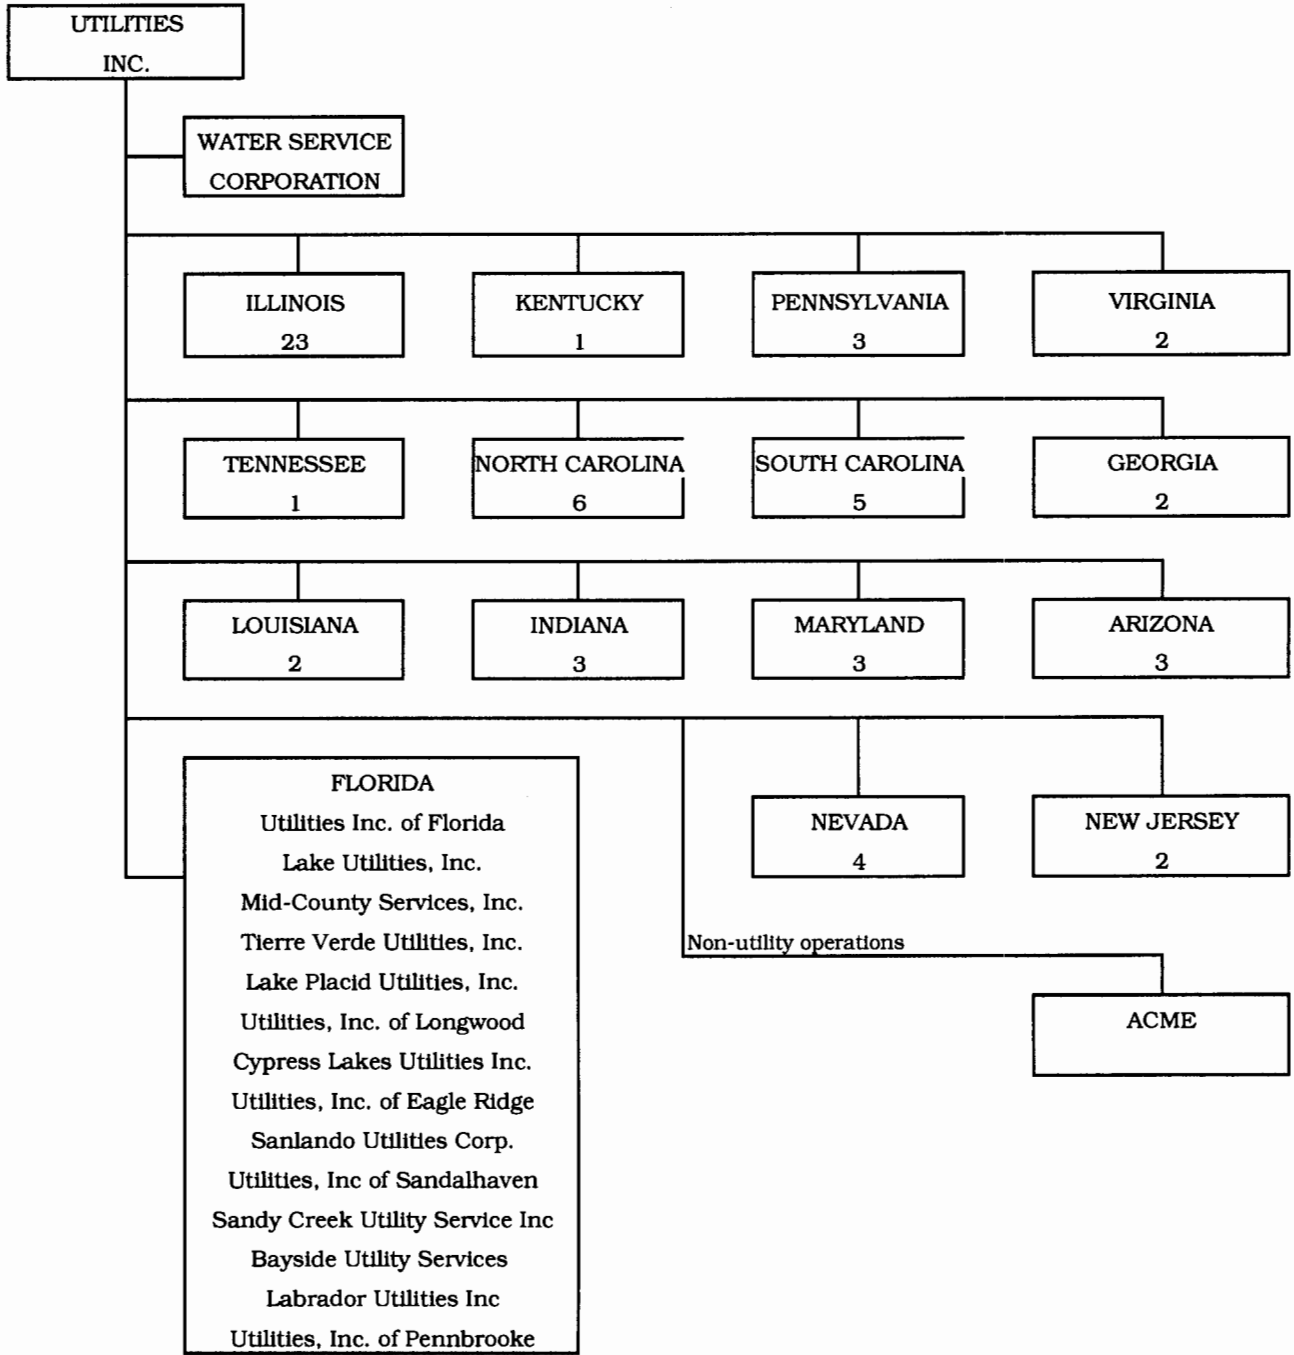 UTILITIES
INC.
WATER SERVICE
CORPORATION
ILLINOIS
23
KENTUCKY
1
PENNSYLVANIA
3
VIRGINIA
2
TENNESSEE
1
NORTH CAROLINA
6
SOUTH CAROLINA
5
GEORGIA
2
LOUISIANA
2
INDIANA
3
MARYLAND
3
ARIZONA
3
FLORIDA
Utilities Inc. of Florida
Lake Utilities, Inc.
Mid-County Services, Inc.
Tierre Verde Utilities, Inc.
Lake Placid Utilities, Inc.
Utilities, Inc. of Longwood
Cypress Lakes Utilities Inc.
Utilities, Inc. of Eagle Ridge
Sanlando Utilities Corp.
Utilities, Inc of Sandalhaven
Sandy Creek Utility Service Inc
Bayside Utility Services
Labrador Utilities Inc
Utilities, Inc. of Pennbrooke
NEVADA
4
NEW JERSEY
2
Non-utility operations
ACME